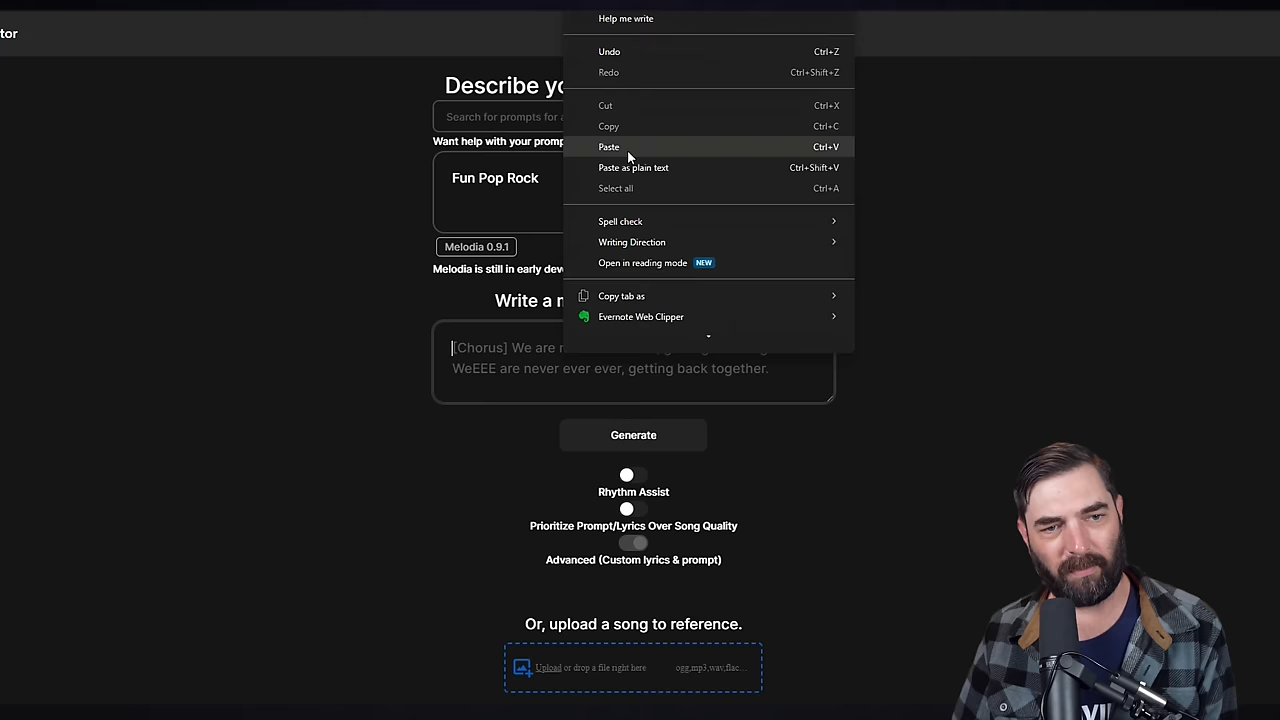 tor
Help me write
Undo Ctrl+Z
Redo Ctrl+Shift+Z
Cut Ctrl+X
Copy Ctrl+C
Paste Ctrl+V
Paste as plain text Ctrl+Shift+V
Select all Ctrl+A
Spell check
Writing Direction
Open in reading mode NEW
Copy tab as
Evernote Web Clipper
Describe yo
Search for prompts for a
Want help with your promp
Fun Pop Rock
Melodia 0.9.1
Melodia is still in early dev
Write a
[Chorus] We are
WeEEE are never ever ever, getting back together.
Generate
Rhythm Assist
Prioritize Prompt/Lyrics Over Song Quality
Advanced (Custom lyrics & prompt)
Or, upload a song to reference.
Upload or drop a file right here ogg,mp3,wav,flac...